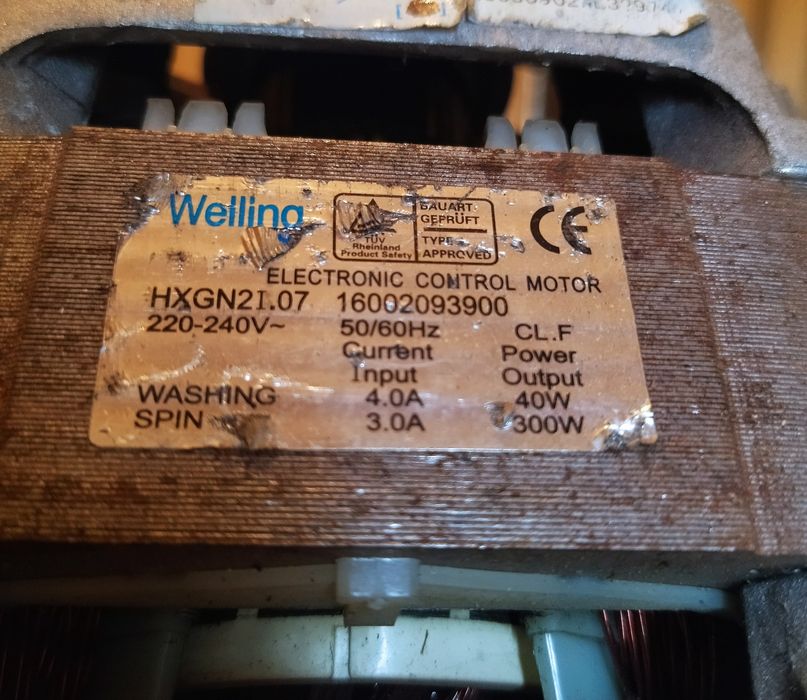 Welling
TÜV
Rheinland
Product Safety
BAUART
GEPRÜFT
TYPE
APPROVED
CE
ELECTRONIC CONTROL MOTOR
HXGN2I.07 16002093900
220-240V~ 50/60Hz CL.F
Current Power
Input Output
WASHING 4.0A 40W
SPIN 3.0A 300W